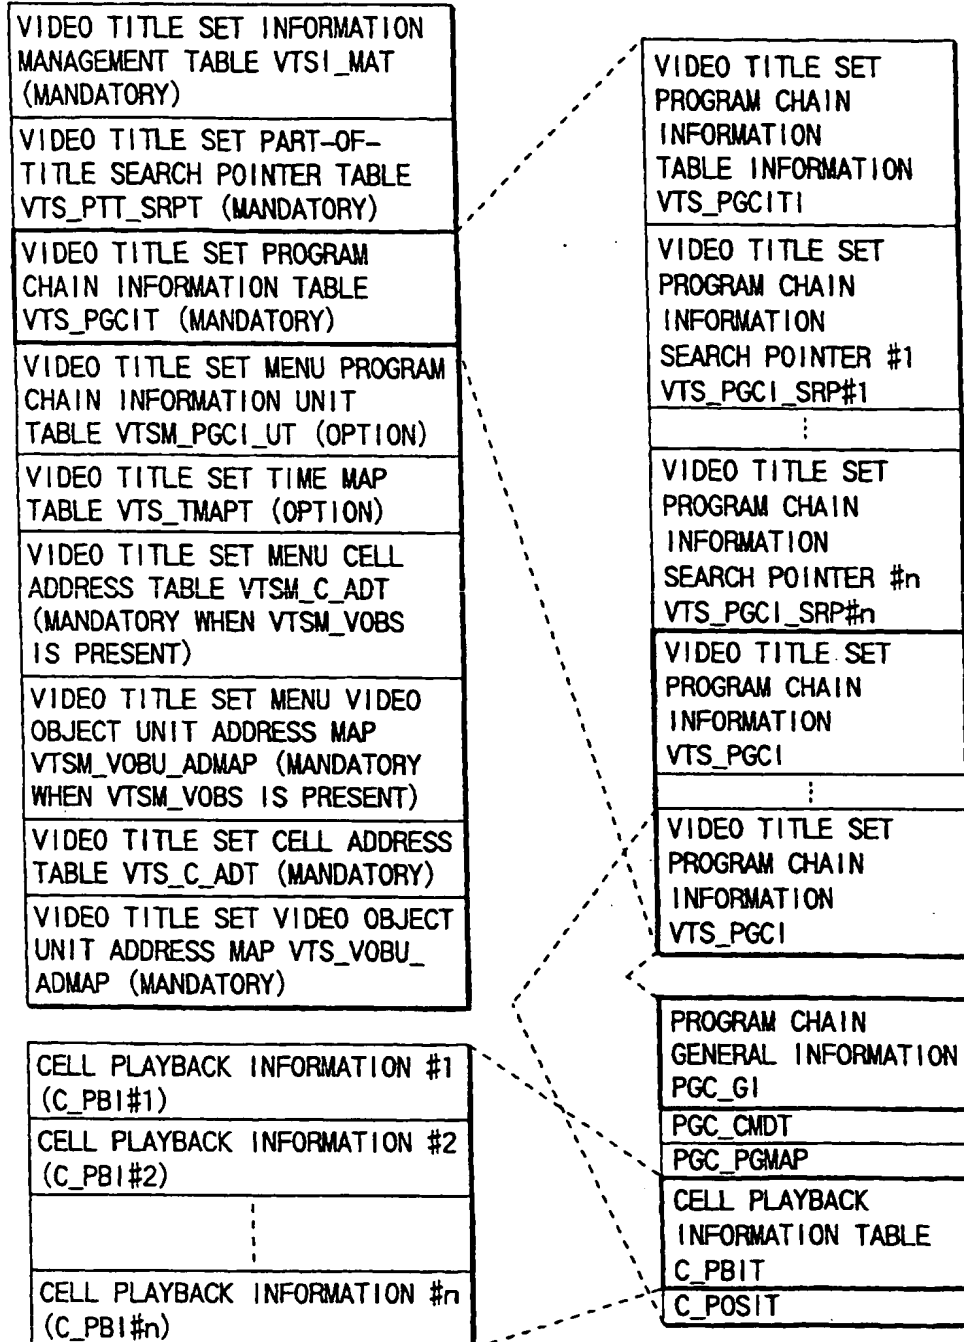 VIDEO TITLE SET INFORMATION
MANAGEMENT TABLE VTSI_MAT
(MANDATORY)
VIDEO TITLE SET PART-OF-
TITLE SEARCH POINTER TABLE
VTS_PTT_SRPT (MANDATORY)
VIDEO TITLE SET PROGRAM
CHAIN INFORMATION TABLE
VTS_PGCIT (MANDATORY)
VIDEO TITLE SET MENU PROGRAM
CHAIN INFORMATION UNIT
TABLE VTSM_PGCI_UT (OPTION)
VIDEO TITLE SET TIME MAP
TABLE VTS_TMAPT (OPTION)
VIDEO TITLE SET MENU CELL
ADDRESS TABLE VTSM_C_ADT
(MANDATORY WHEN VTSM_VOBS
IS PRESENT)
VIDEO TITLE SET MENU VIDEO
OBJECT UNIT ADDRESS MAP
VTSM_VOBU_ADMAP (MANDATORY
WHEN VTSM_VOBS IS PRESENT)
VIDEO TITLE SET CELL ADDRESS
TABLE VTS_C_ADT (MANDATORY)
VIDEO TITLE SET VIDEO OBJECT
UNIT ADDRESS MAP VTS_VOBU_
ADMAP (MANDATORY)
VIDEO TITLE SET
PROGRAM CHAIN
INFORMATION
TABLE INFORMATION
VTS_PGCITI
VIDEO TITLE SET
PROGRAM CHAIN
INFORMATION
SEARCH POINTER #1
VTS_PGCI_SRP#1
VIDEO TITLE SET
PROGRAM CHAIN
INFORMATION
SEARCH POINTER #n
VTS_PGCI_SRP#n
VIDEO TITLE SET
PROGRAM CHAIN
INFORMATION
VTS_PGCI
VIDEO TITLE SET
PROGRAM CHAIN
INFORMATION
VTS_PGCI
PROGRAM CHAIN
GENERAL INFORMATION
PGC_GI
PGC_CMDT
PGC_PGMAP
CELL PLAYBACK
INFORMATION TABLE
C_PBIT
C_POSIT
CELL PLAYBACK INFORMATION #1
(C_PBI#1)
CELL PLAYBACK INFORMATION #2
(C_PBI#2)
CELL PLAYBACK INFORMATION #n
(C_PBI#n)